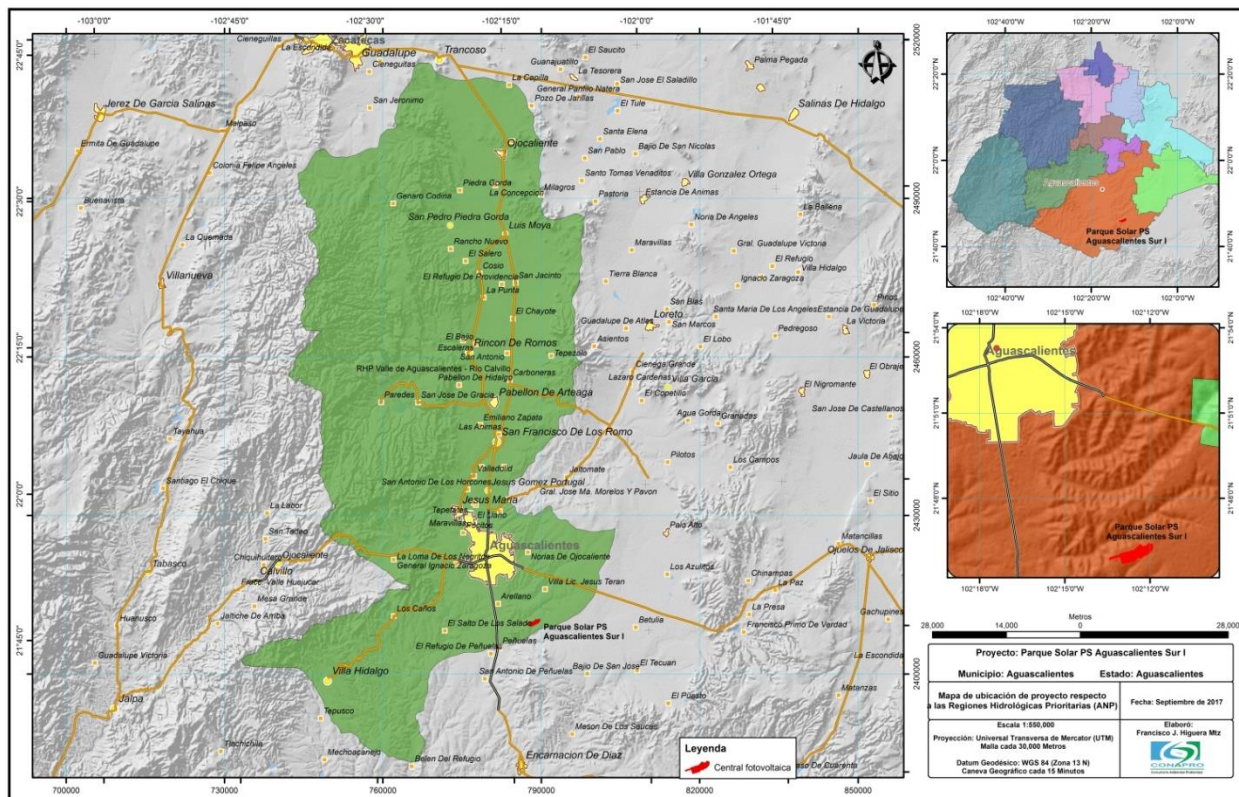 -103°0'0"
-102°45'0"
-102°30'0"
-102°15'0"
-102°0'0"
-101°45'0"
22°45'0"
22°30'0"
22°15'0"
22°0'0"
21°45'0"
2520000
2490000
2460000
2430000
2400000
700000
730000
760000
790000
820000
850000
Cieneguillas
Zacatecas
La Escondida
Guadalupe
Trancoso
Cieneguitas
San Jeronimo
El Saucito
Guanajuatillo
La Tesorera
La Capilla
San Jose El Saladillo
General Panfilo Natera
Pozo De Jarillas
El Tule
Palma Pegada
Salinas De Hidalgo
Jerez De Garcia Salinas
Malpaso
Ermita De Guadalupe
Colonia Felipe Angeles
Buenavista
La Quemada
Villanueva
Ojocaliente
Santa Elena
San Pablo
Bajio De San Nicolas
Santo Tomas Venaditos
Villa Gonzalez Ortega
Piedra Gorda
La Concepcion
Milagros
Pastoria
Estancia De Animas
Genaro Codina
San Pedro Piedra Gorda
Luis Moya
Noria De Angeles
La Ballena
Rancho Nuevo
El Salero
Cosio
Maravillas
Gral. Guadalupe Victoria
El Refugio
Villa Hidalgo
El Refugio De Providencia
San Jacinto
Tierra Blanca
Ignacio Zaragoza
La Punta
El Chayote
San Blas
Loreto
Santa Maria De Los Angeles
Estancia De Guadalupe
Pinos
Guadalupe De Atlas
San Marcos
La Victoria
El Bajio
Rincon De Romos
Escaleras
San Antonio
Tepezala
Asientos
El Lobo
Pedregoso
RHP Valle de Aguascalientes - Río Calvillo
Carboneras
Pabellon De Hidalgo
Cienega Grande
Lazaro Cardenas
Villa Garcia
El Obraje
El Nigromante
Paredes
San Jose De Gracia
Pabellon De Arteaga
El Copetillo
San Jose De Castellanos
Emiliano Zapata
Las Animas
San Francisco De Los Romo
Agua Gorda
Granadas
Tayahua
Valladolid
Jaltomate
Pilotos
Los Campos
Jaula De Abajo
Santiago El Chique
San Antonio De Los Horcones
Jesus Gomez Portugal
Gral. Jose Ma. Morelos Y Pavon
El Sitio
Jesus Maria
La Labor
Tepetates
El Llano
Maravillas
Pocitos
Palo Alto
Aguascalientes
San Tadeo
Chiquihuitero
Ojocaliente
Calvillo
La Loma De Los Negritos
General Ignacio Zaragoza
Norias De Ojocaliente
Matancillas
Ojuelos De Jalisco
Tabasco
Mesa Grande
Jaltiche De Arriba
Huanusco
Villa Lic. Jesus Teran
Los Azulitos
Chinampas
La Paz
Los Caños
Arellano
La Presa
Gachupines
El Salto De Los Salado
Parque Solar PS
Aguascalientes Sur I
Betulia
Francisco Primo De Verdad
El Refugio De Peñuelas
Peñuelas
Guadalupe Victoria
Villa Hidalgo
San Antonio De Peñuelas
Bajio De San Jose
El Tecuan
La Escondida
Jalpa
Tepusco
El Puesto
Matanzas
Tlachichila
Mechoacanejo
Belen Del Refugio
Encarnacion De Diaz
Meson De Los Sauces
Leyenda
Central fotovoltaica
102°40'0"O
102°20'0"O
102°0'0"O
22°20'0"N
22°0'0"N
21°40'0"N
Aguascalientes
Parque Solar PS
Aguascalientes Sur I
102°18'0"O
102°15'0"O
102°12'0"O
21°54'0"N
21°51'0"N
21°48'0"N
Aguascalientes
Parque Solar PS
Aguascalientes Sur I
Metros
28,000
14,000
0
28,000
Proyecto: Parque Solar PS Aguascalientes Sur I
Municipio: Aguascalientes
Estado: Aguascalientes
Mapa de ubicación de proyecto respecto
a las Regiones Hidrológicas Prioritarias (ANP)
Fecha: Septiembre de 2017
Escala 1:550,000
Proyección: Universal Transversa de Mercator (UTM)
Malla cada 30,000 Metros
Datum Geodésico: WGS 84 (Zona 13 N)
Caneva Geográfico cada 15 Minutos
Elaboró:
Francisco J. Higuera Mtz
CONAPRO